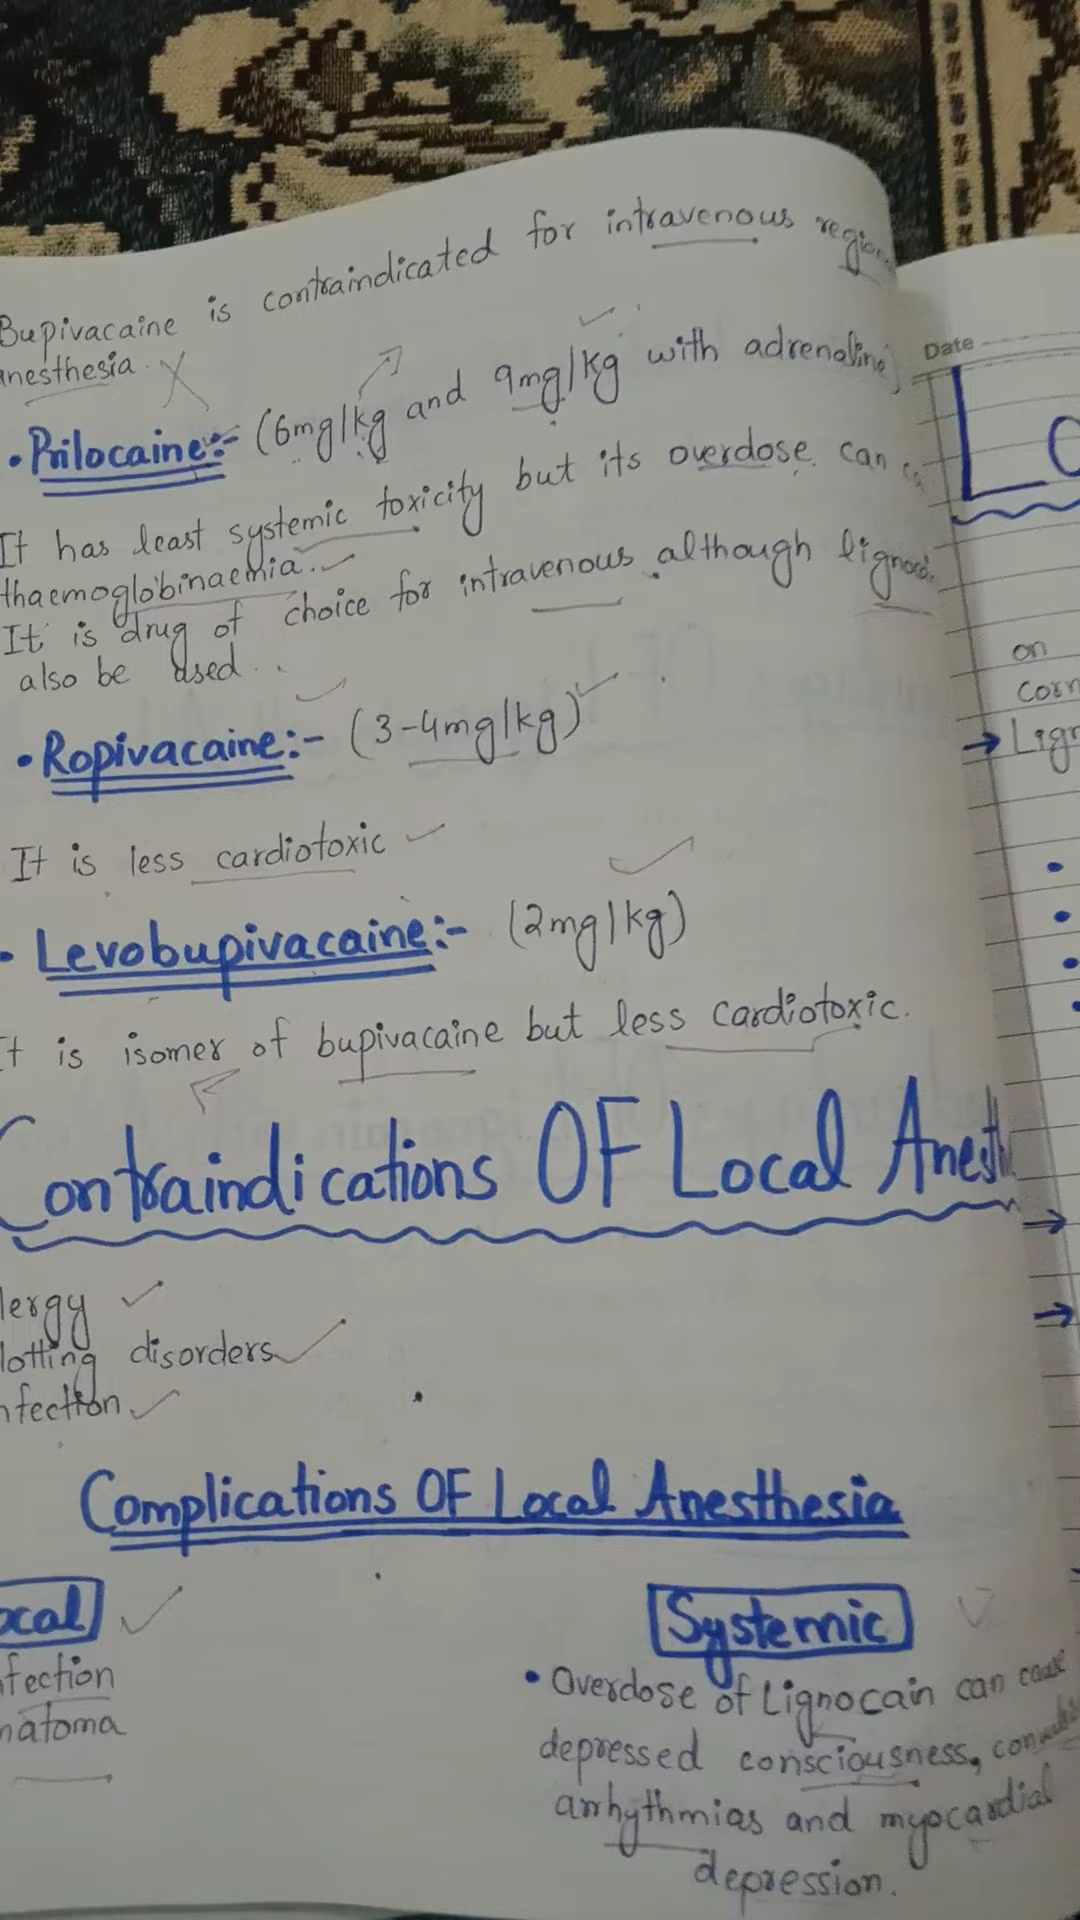 Bupivacaine is contraindicated for intravenous
anesthesia.
• Prilocaine:- (6mg/kg and 9mg/kg with adrenaline)
It has least systemic toxicity but its overdose can
thaemoglobinaemia.
It is drug of choice for intravenous although
also be used..
• Ropivacaine:- (3-4mg/kg)
It is less cardiotoxic
• Levobupivacaine:- (2mg/kg)
It is isomer of bupivacaine but less cardiotoxic.
Contraindications OF Local Anesth
lergy
lotting disorders
nfection
Complications OF Local Anesthesia
ocal
fection
matoma
Systemic
• Overdose of Lignocain can cause
depressed consciousness,
arrhythmias and myocardial
depression.
Date
Lo
on
corn
→ Lign